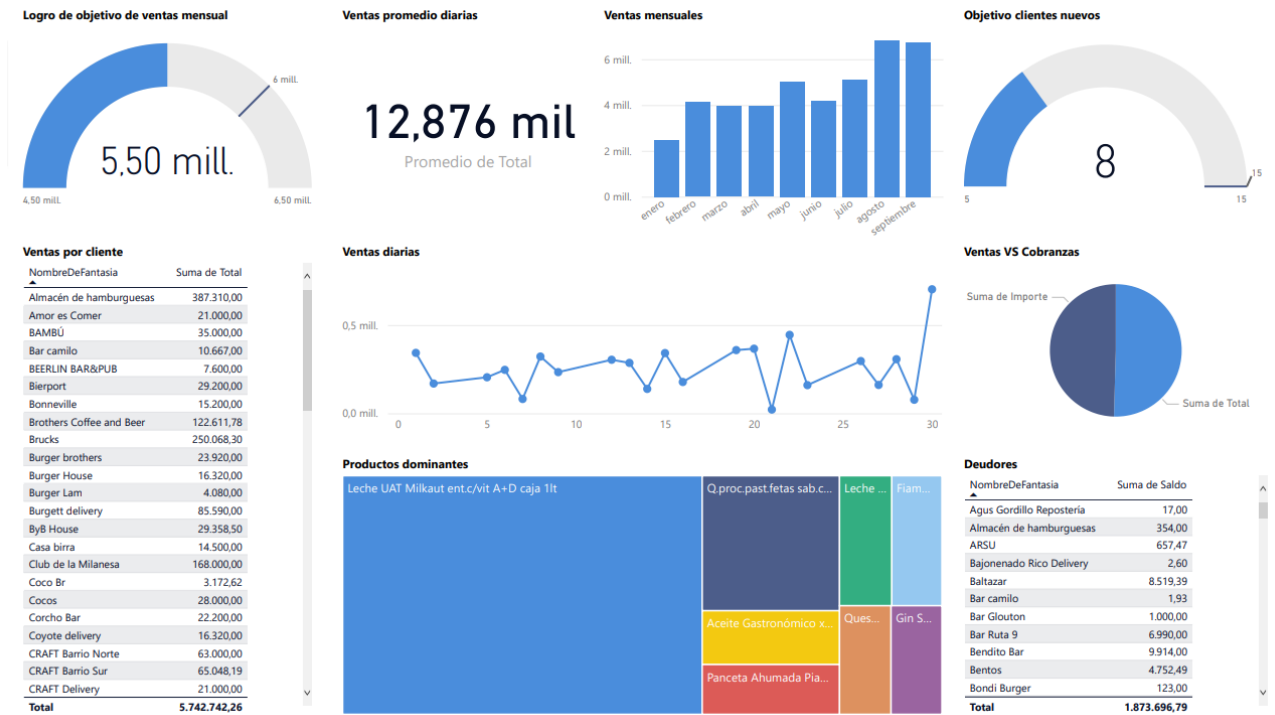 Logro de objetivo de ventas mensual
6 mill.
5,50 mill.
4,50 mill.
6,50 mill.
Ventas promedio diarias
12,876 mil
Promedio de Total
Ventas mensuales
6 mill.
4 mill.
2 mill.
0 mill.
enero
febrero
marzo
abril
mayo
junio
julio
agosto
septiembre
Objetivo clientes nuevos
8
15
5
15
Ventas por cliente
NombreDeFantasia Suma de Total
Almacén de hamburguesas 387.310,00
Amor es Comer 21.000,00
BAMBÚ 35.000,00
Bar camilo 10.667,00
BEERLIN BAR&PUB 7.600,00
Bierport 29.200,00
Bonneville 15.200,00
Brothers Coffee and Beer 122.611,78
Brucks 250.068,30
Burger brothers 23.920,00
Burger House 16.320,00
Burger Lam 4.080,00
Burgett delivery 85.590,00
ByB House 29.358,50
Casa birra 14.500,00
Club de la Milanesa 168.000,00
Coco Br 3.172,62
Cocos 28.000,00
Corcho Bar 22.200,00
Coyote delivery 16.320,00
CRAFT Barrio Norte 63.000,00
CRAFT Barrio Sur 65.048,19
CRAFT Delivery 21.000,00
Total 5.742.742,26
Ventas diarias
0,5 mill.
0,0 mill.
0 5 10 15 20 25 30
Ventas VS Cobranzas
Suma de Importe
Suma de Total
Productos dominantes
Leche UAT Milkaut ent.c/vit A+D caja 1lt
Q.proc.past.fetas sab.c...
Leche ...
Fiam...
Aceite Gastronómico x...
Panceta Ahumada Pia...
Ques...
Gin S...
Deudores
NombreDeFantasia Suma de Saldo
Agus Gordillo Repostería 17,00
Almacén de hamburguesas 354,00
ARSU 657,47
Bajonenado Rico Delivery 2,60
Baltazar 8.519,39
Bar camilo 1,93
Bar Glouton 1.000,00
Bar Ruta 9 6.990,00
Bendito Bar 9.914,00
Bentos 4.752,49
Bondi Burger 123,00
Total 1.873.696,79